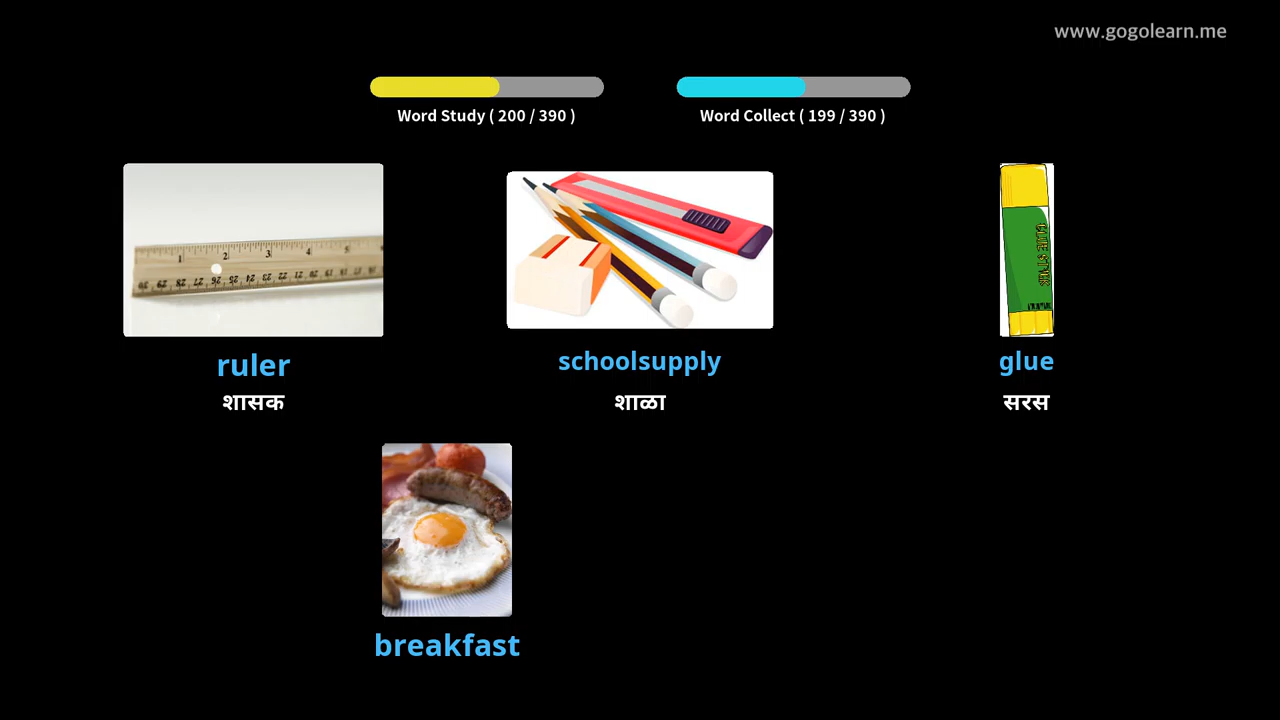 www.gogolearn.me
Word Study ( 200 / 390 )
Word Collect ( 199 / 390 )
ruler
शासक
schoolsupply
शाळा
glue
सरस
breakfast